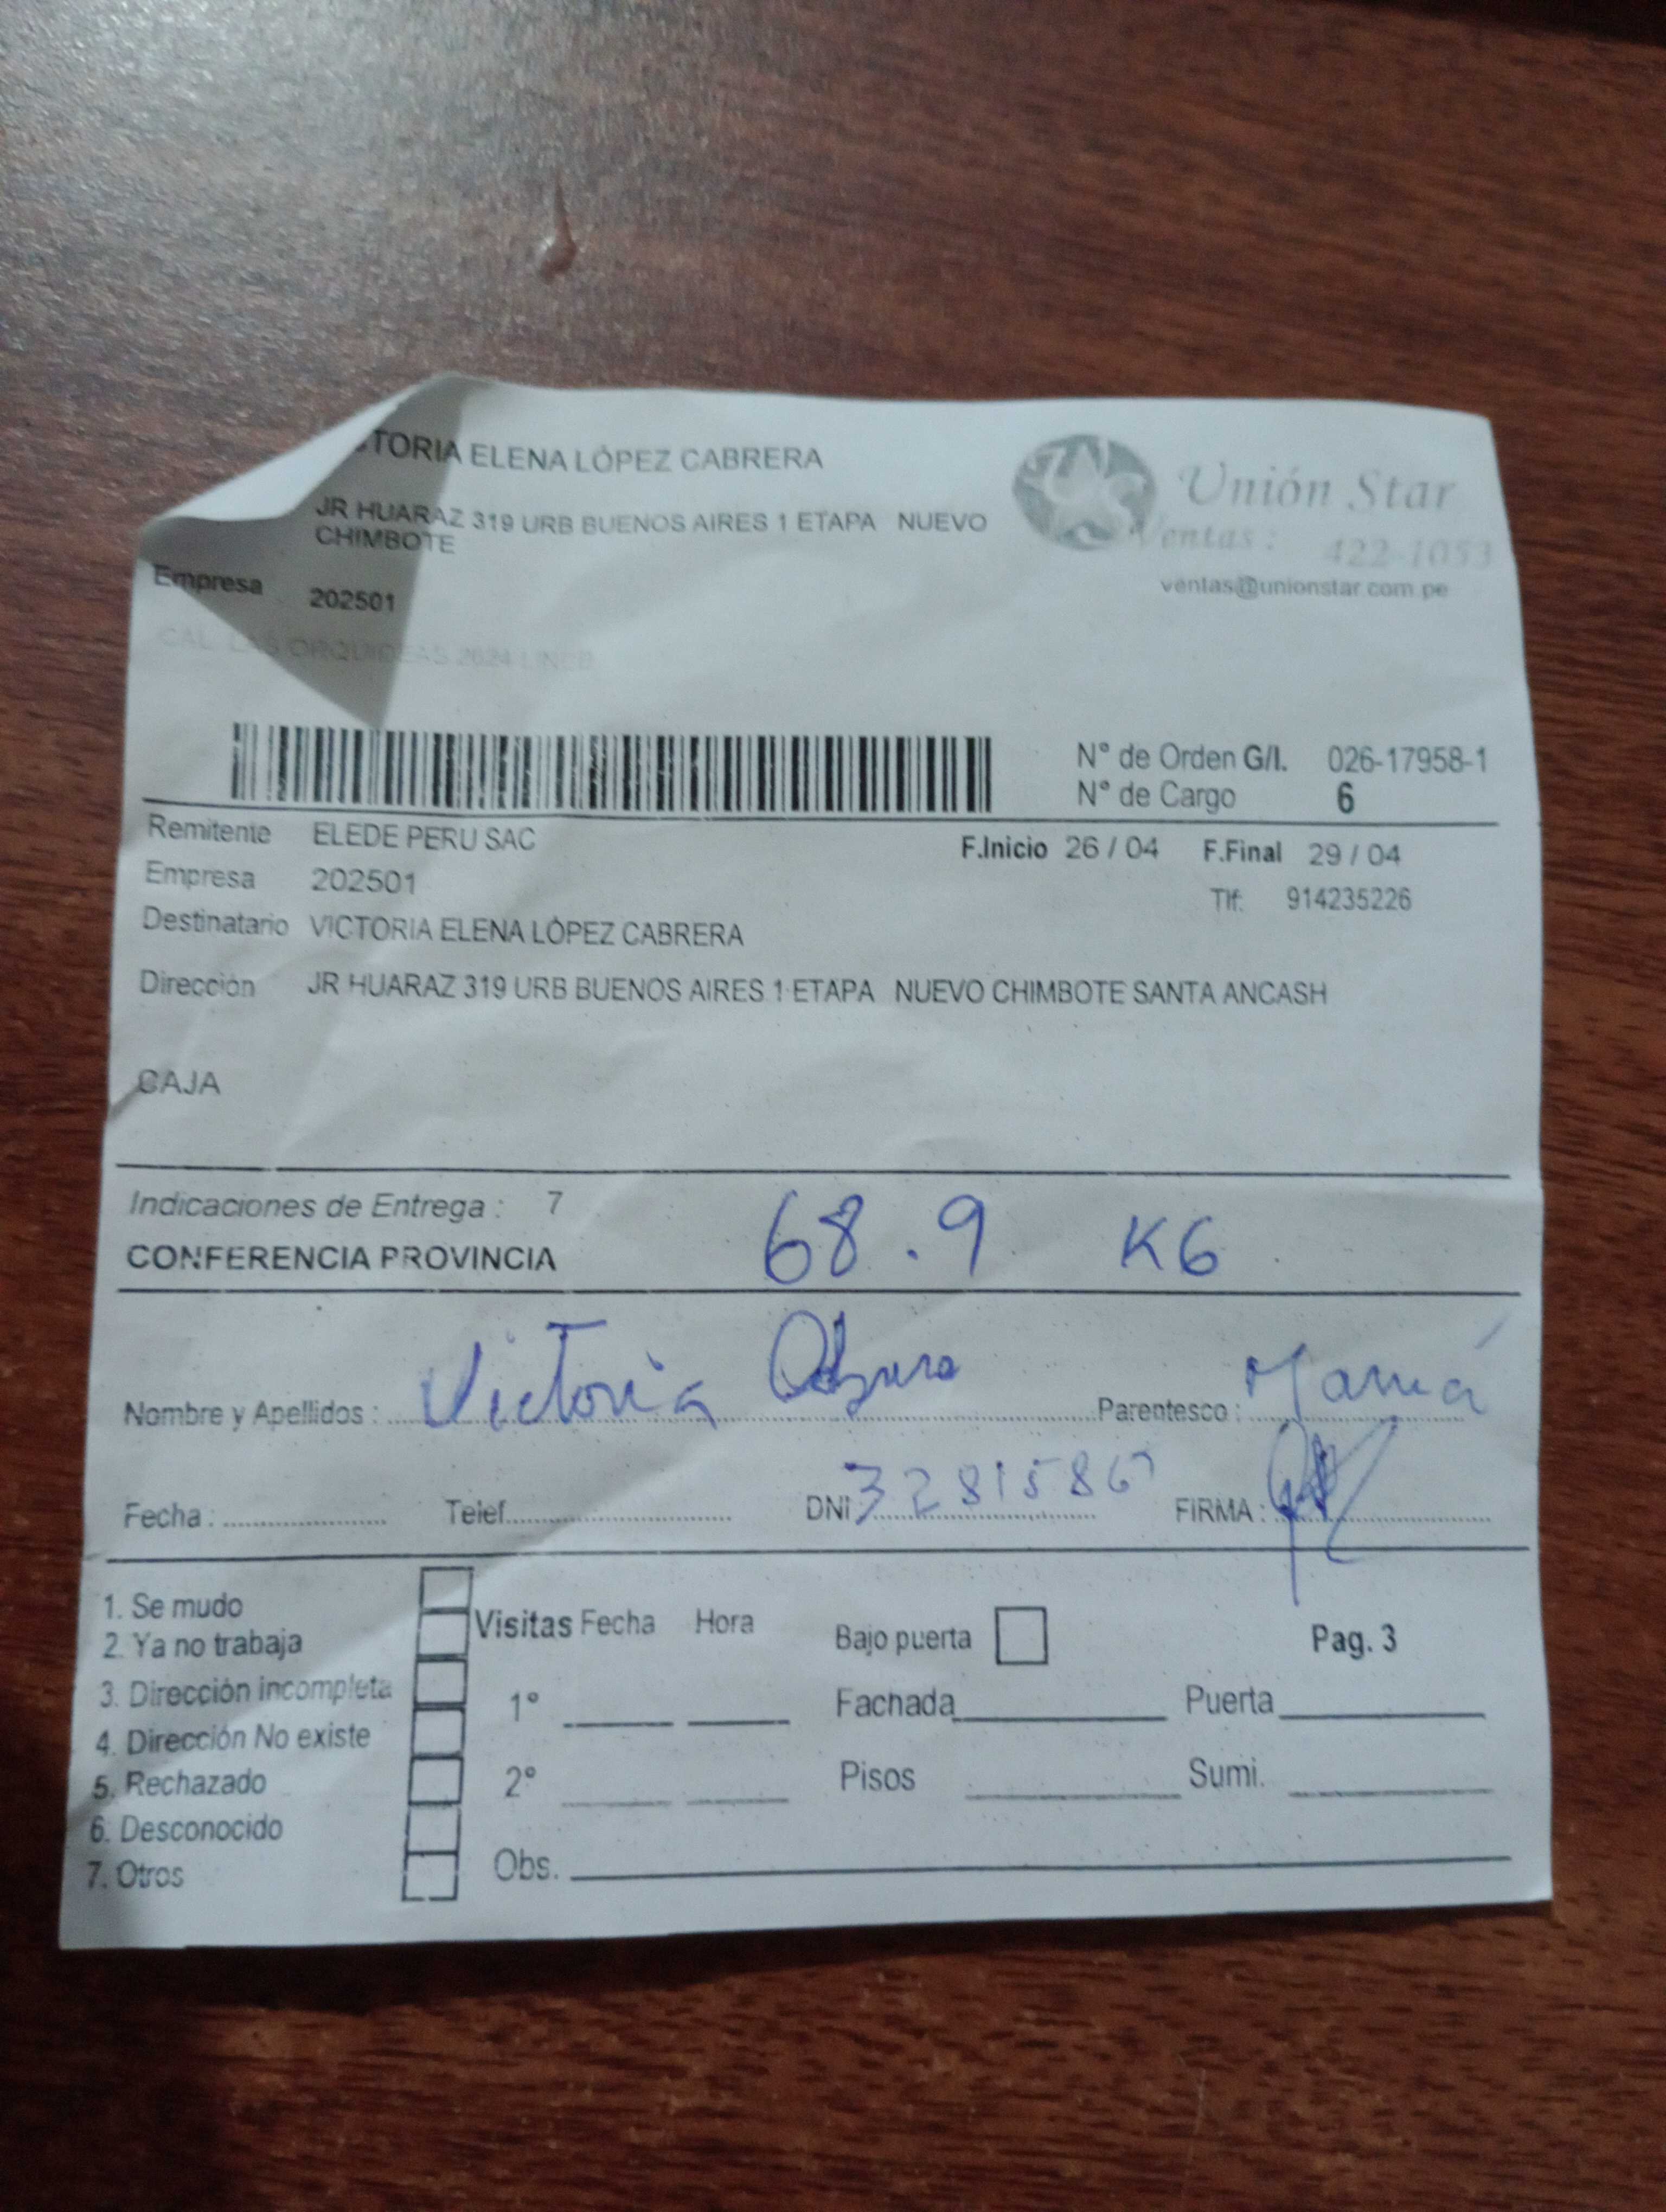 TORIA ELENA LÓPEZ CABRERA
JR HUARAZ 319 URB BUENOS AIRES 1 ETAPA NUEVO
CHIMBOTE
Unión Star
Ventas : 422-1053
ventas@unionstar.com.pe
Empresa 202501
CAL. LAS ORQUIDEAS 2624
N° de Orden G/I. 026-17958-1
N° de Cargo 6
Remitente ELEDE PERU SAC
F.Inicio 26 / 04 F.Final 29 / 04
Empresa 202501
Tlf: 914235226
Destinatario VICTORIA ELENA LÓPEZ CABRERA
Dirección JR HUARAZ 319 URB BUENOS AIRES 1 ETAPA NUEVO CHIMBOTE SANTA ANCASH
CAJA
Indicaciones de Entrega : 7
CONFERENCIA PROVINCIA 68.9 KG
Nombre y Apellidos : Victoria Parentesco : Mamá
Fecha : Telef. DNI 32815867 FIRMA :
1. Se mudo
2. Ya no trabaja
3. Dirección incompleta
4. Dirección No existe
5. Rechazado
6. Desconocido
7. Otros
Visitas Fecha Hora
1°
2°
Obs.
Bajo puerta Pag. 3
Fachada Puerta
Pisos Sumi.